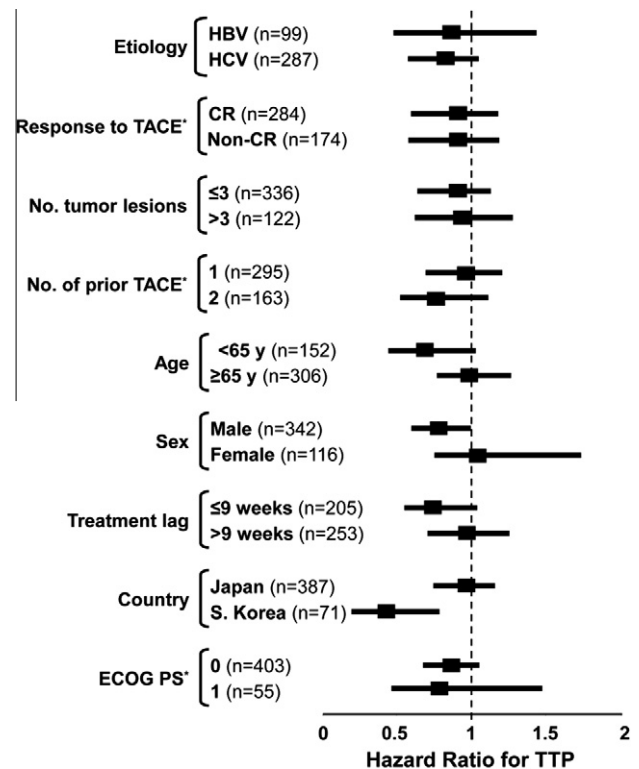 Etiology
HBV (n=99)
HCV (n=287)
Response to TACE*
CR (n=284)
Non-CR (n=174)
No. tumor lesions
≤3 (n=336)
>3 (n=122)
No. of prior TACE*
1 (n=295)
2 (n=163)
Age
<65 y (n=152)
≥65 y (n=306)
Sex
Male (n=342)
Female (n=116)
Treatment lag
≤9 weeks (n=205)
>9 weeks (n=253)
Country
Japan (n=387)
S. Korea (n=71)
ECOG PS*
0 (n=403)
1 (n=55)
0 0.5 1 1.5 2
Hazard Ratio for TTP